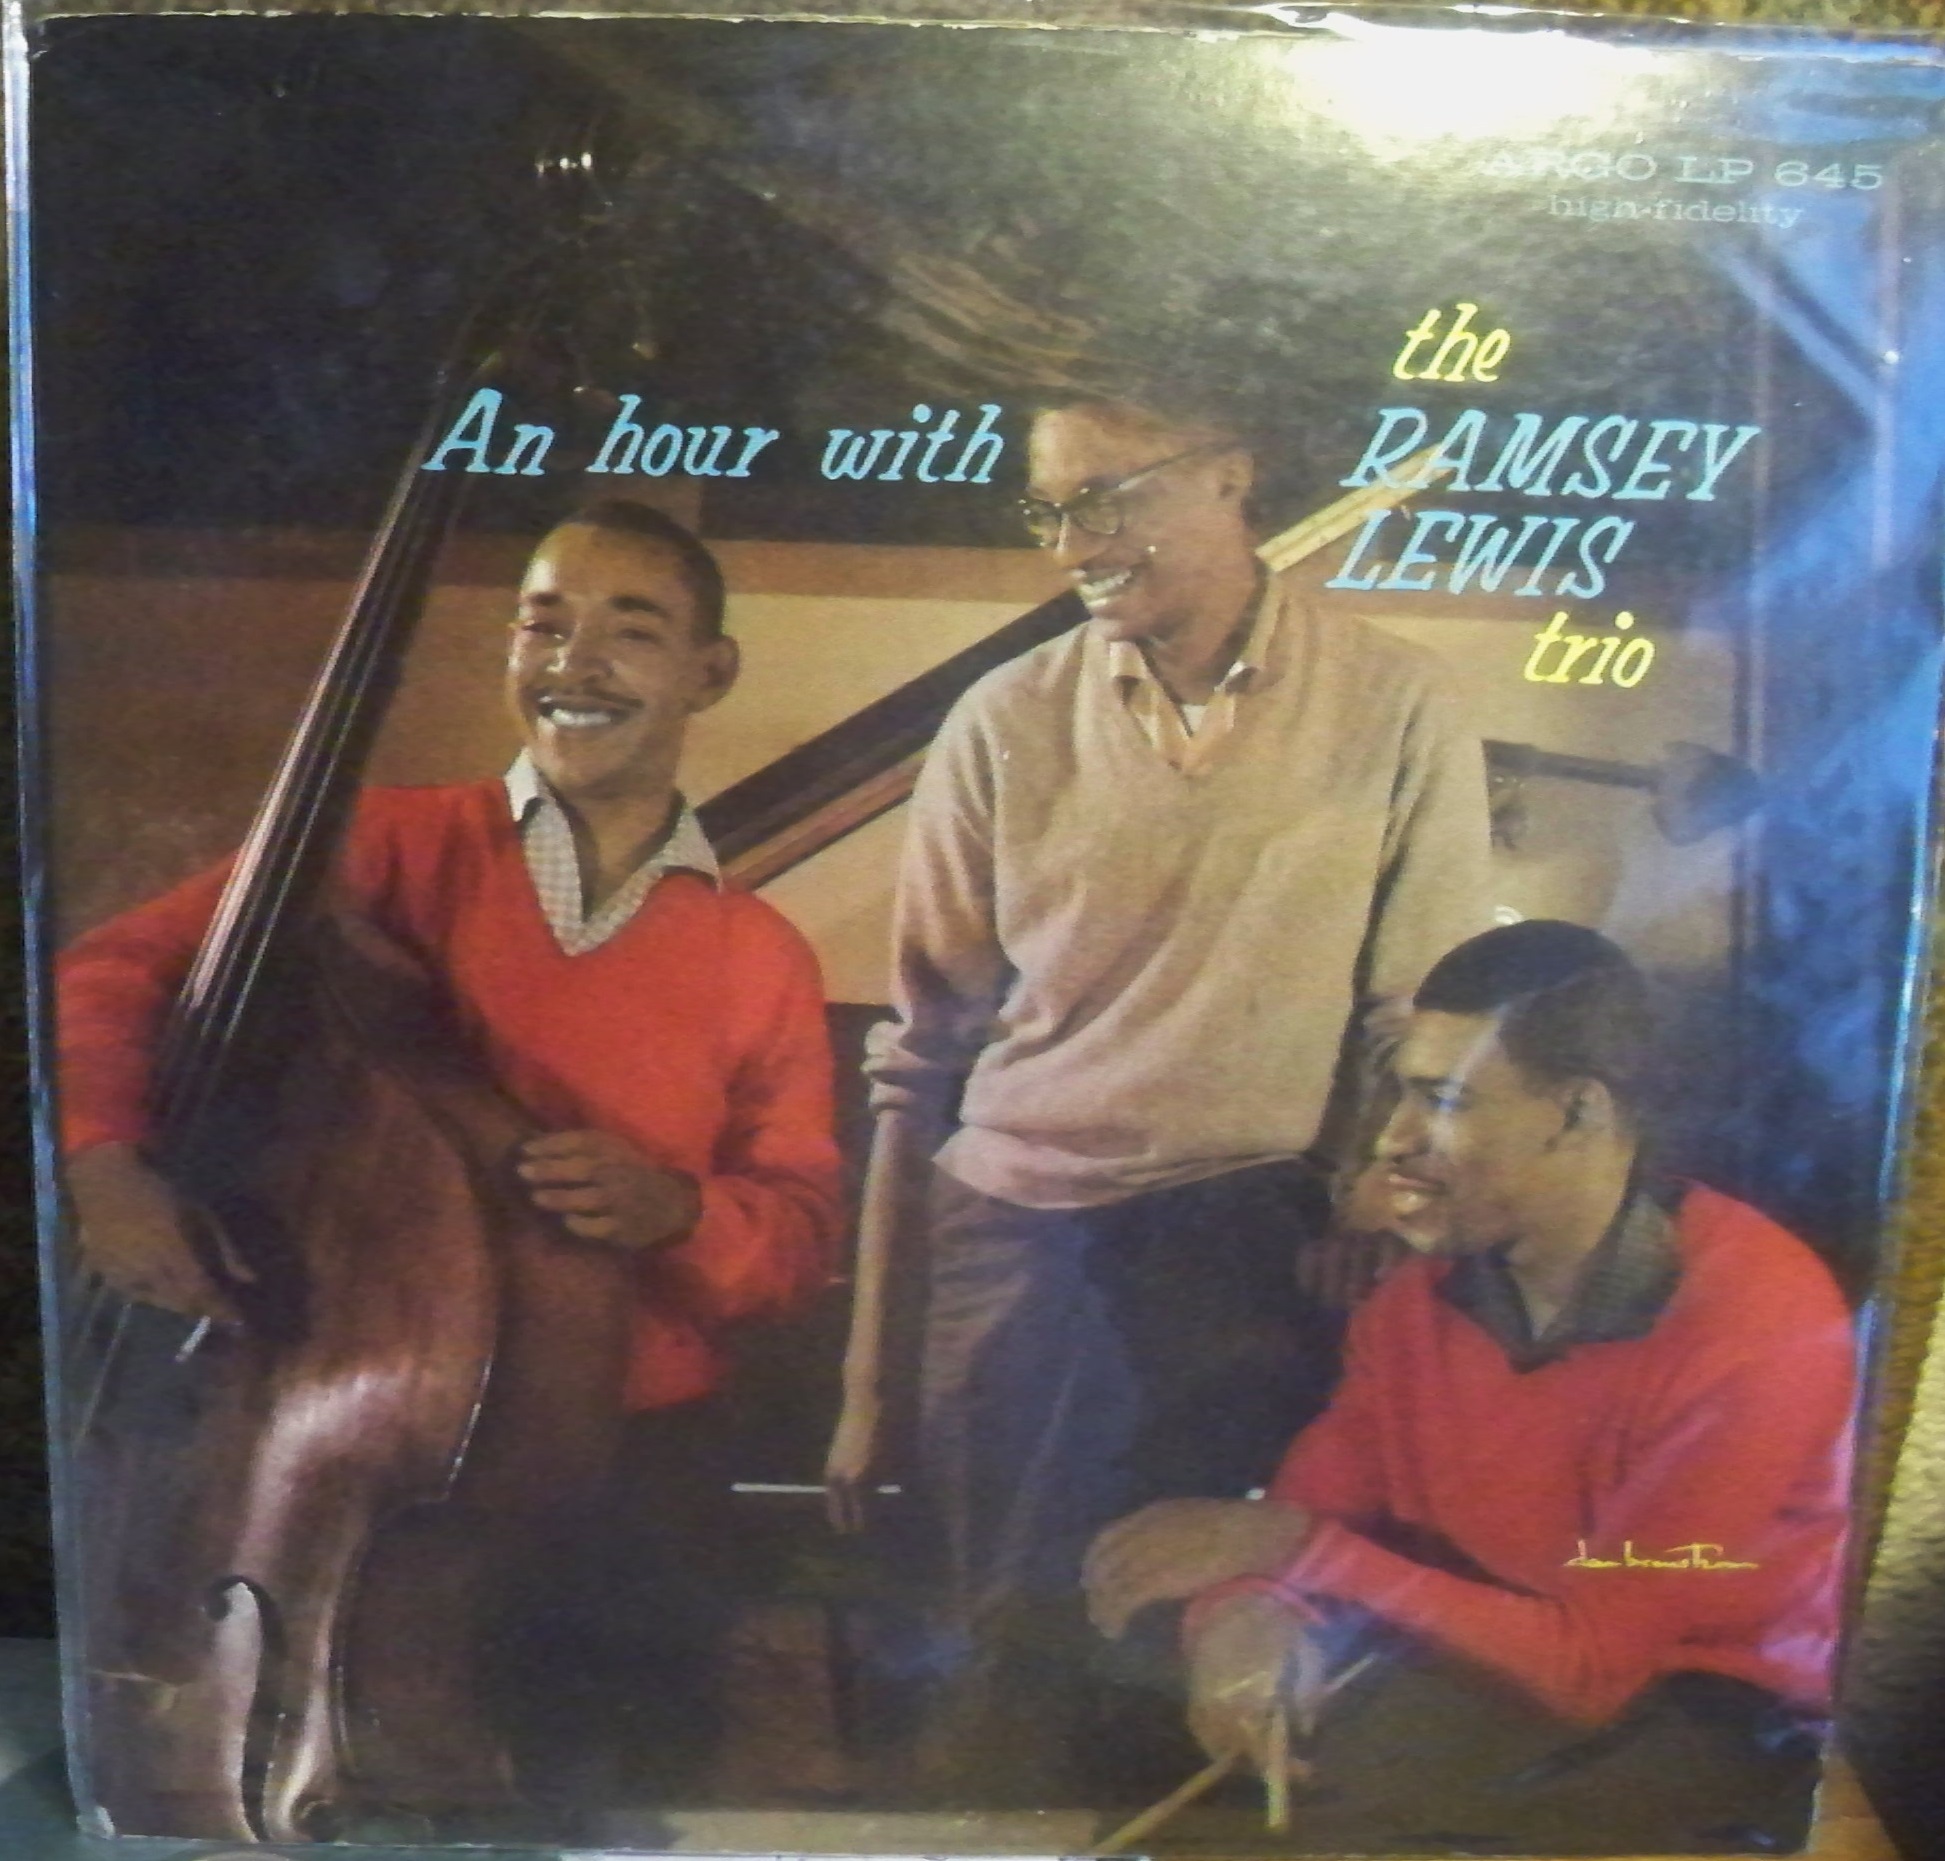 ARGO LP 645
high-fidelity
the
An hour with RAMSEY
LEWIS
trio